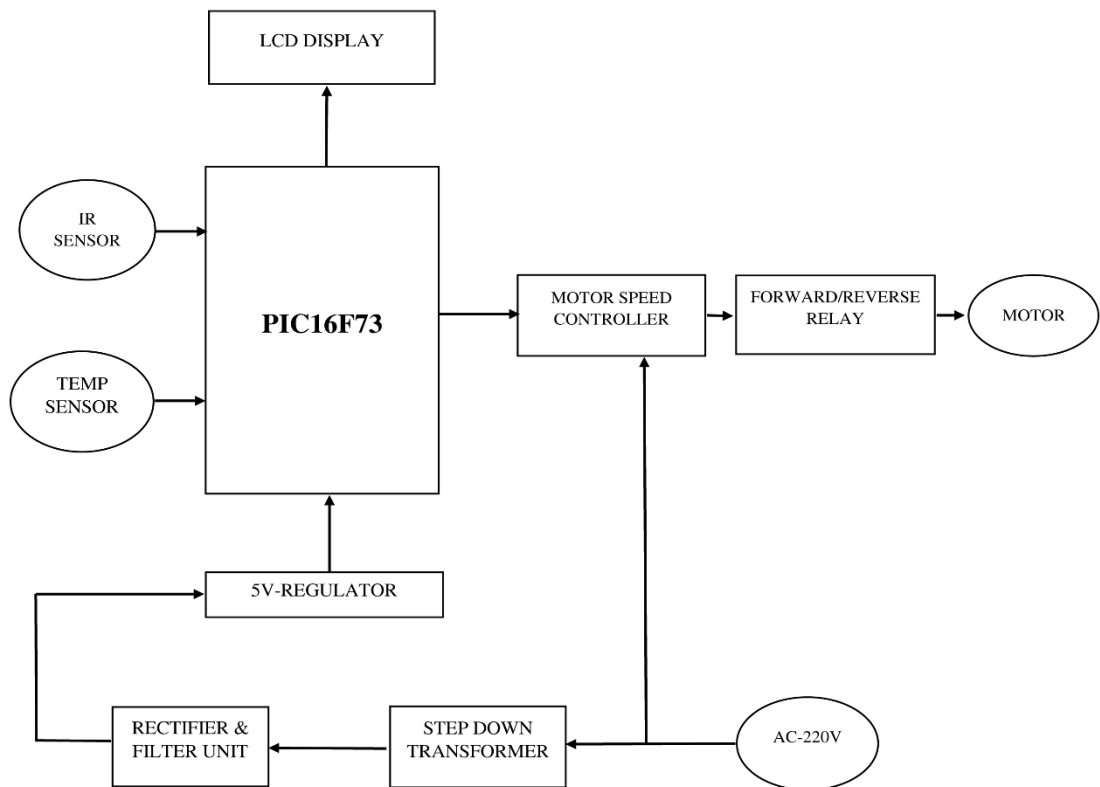 LCD DISPLAY
IR
SENSOR
PIC16F73
MOTOR SPEED
CONTROLLER
FORWARD/REVERSE
RELAY
MOTOR
TEMP
SENSOR
5V-REGULATOR
RECTIFIER &
FILTER UNIT
STEP DOWN
TRANSFORMER
AC-220V